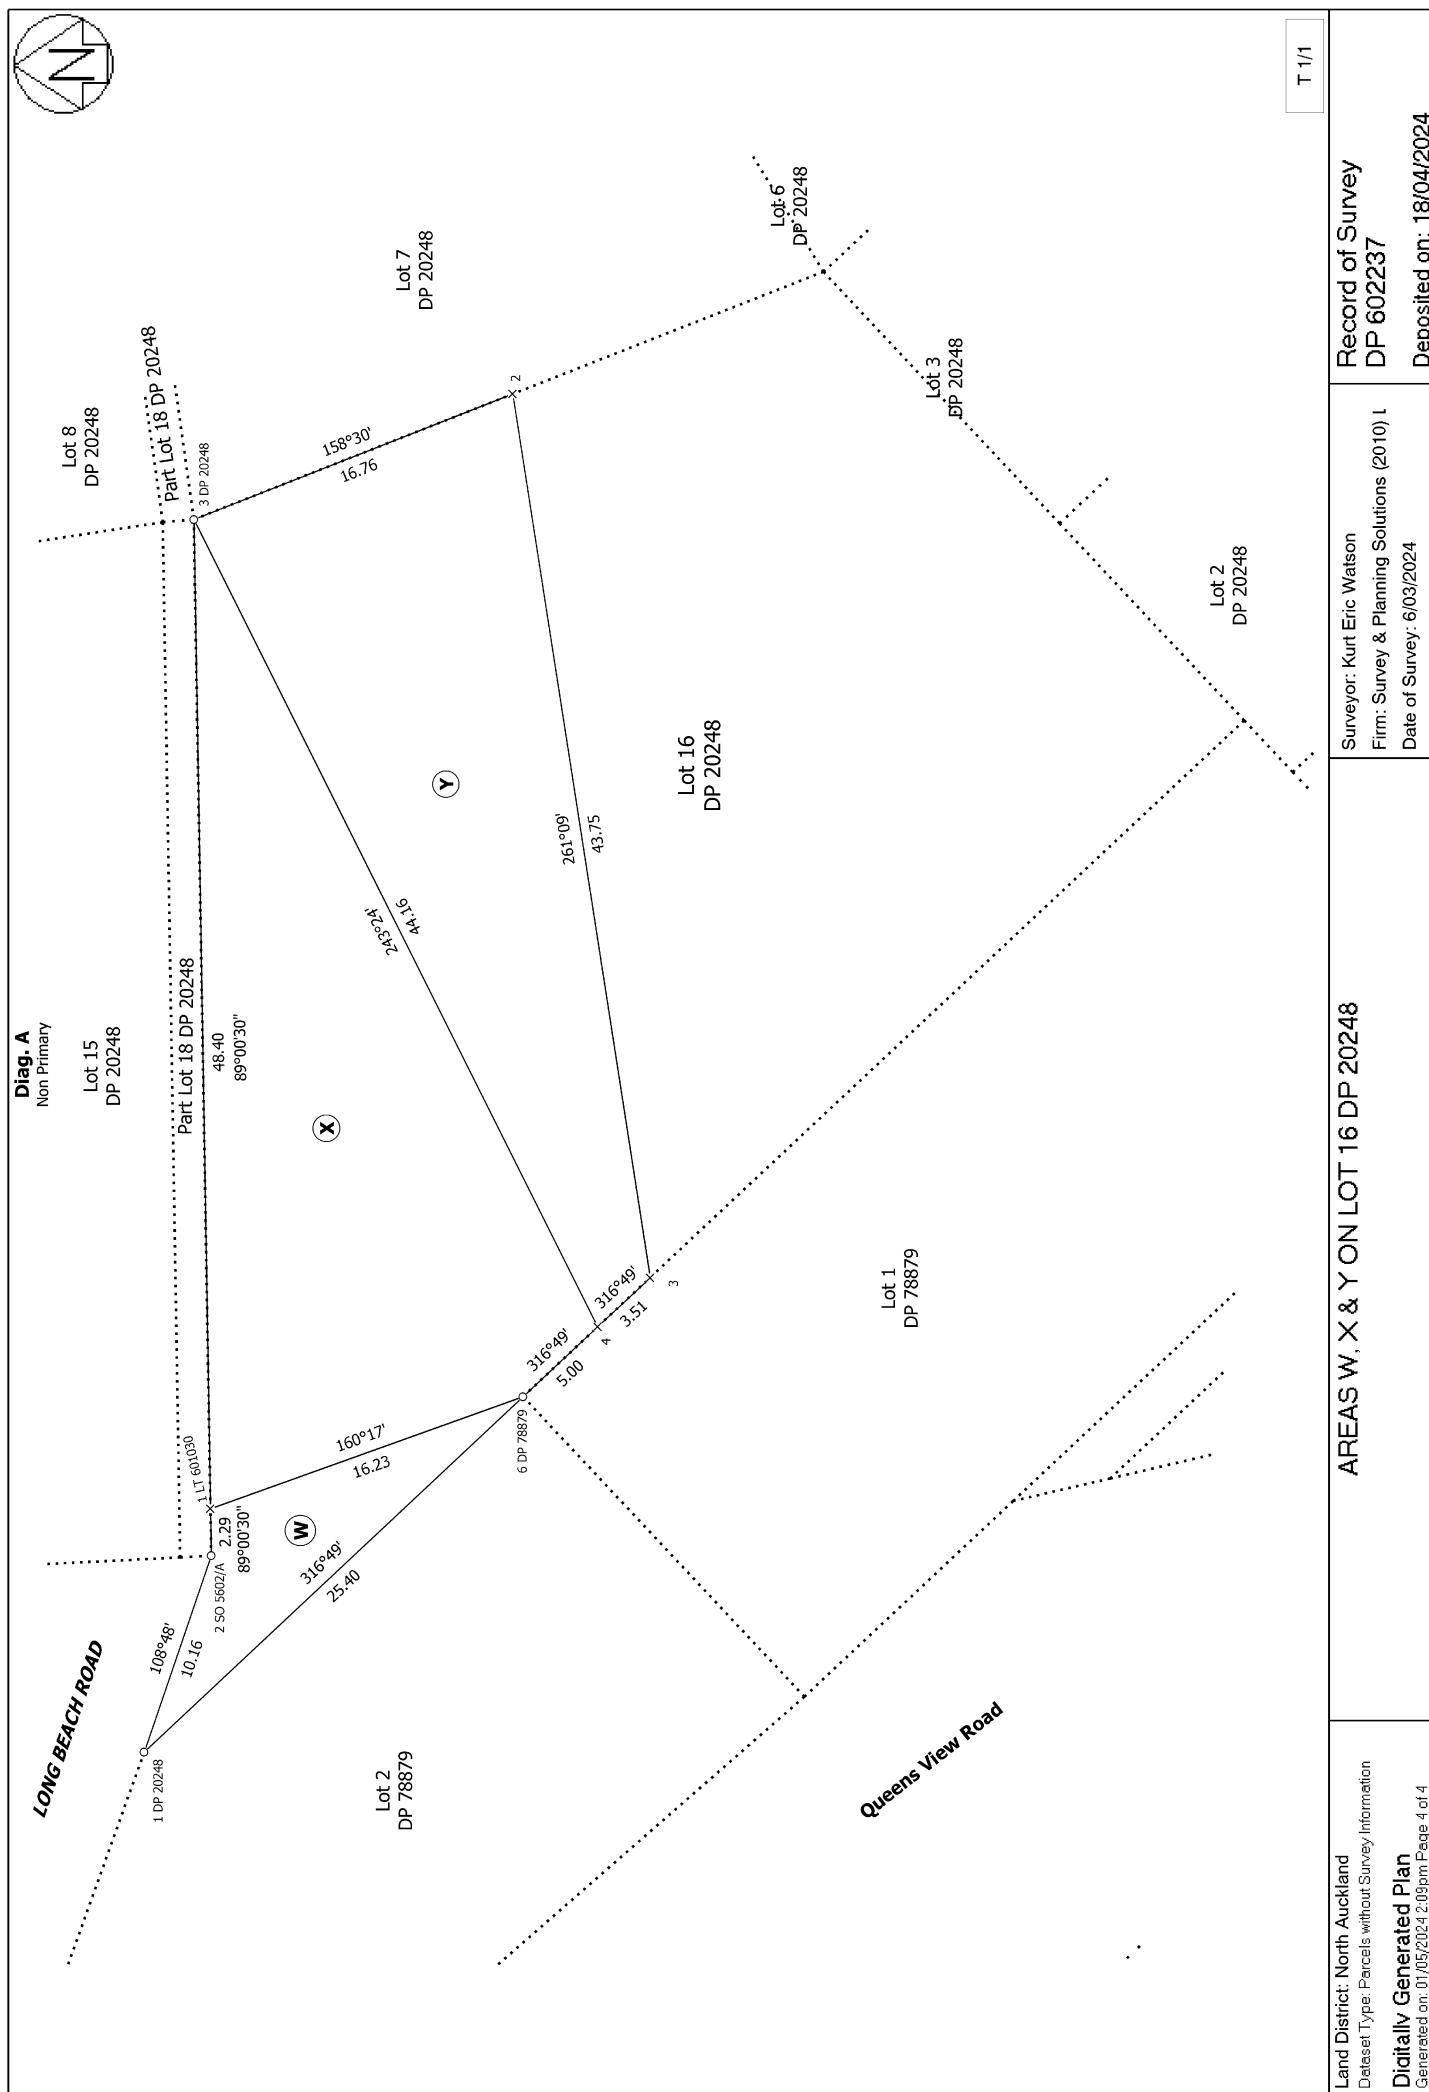 Diag. A
Non Primary
N
Lot 15
DP 20248
Lot 8
DP 20248
Part Lot 18 DP 20248
Part Lot 18 DP 20248
3 DP 20248
Lot 7
DP 20248
LONG BEACH ROAD
108°48'
10.16
1 DP 20248
2 SO 5602/A
2.29
89°00'30"
1 LT 601030
48.40
89°00'30"
158°30'
16.76
2
W
X
Y
316°49'
25.40
160°17'
16.23
243°24'
44.16
261°09'
43.75
6 DP 78879
316°49'
5.00
4
316°49'
3.51
3
Lot 16
DP 20248
Lot 6
DP 20248
Lot 3
DP 20248
Lot 2
DP 20248
Lot 2
DP 78879
Lot 1
DP 78879
Queens View Road
T 1/1
Land District: North Auckland
Dataset Type: Parcels without Survey Information
Digitally Generated Plan
Generated on: 01/05/2024 2:09pm Page 4 of 4
AREAS W, X & Y ON LOT 16 DP 20248
Surveyor: Kurt Eric Watson
Firm: Survey & Planning Solutions (2010) L
Date of Survey: 6/03/2024
Record of Survey
DP 602237
Deposited on: 18/04/2024